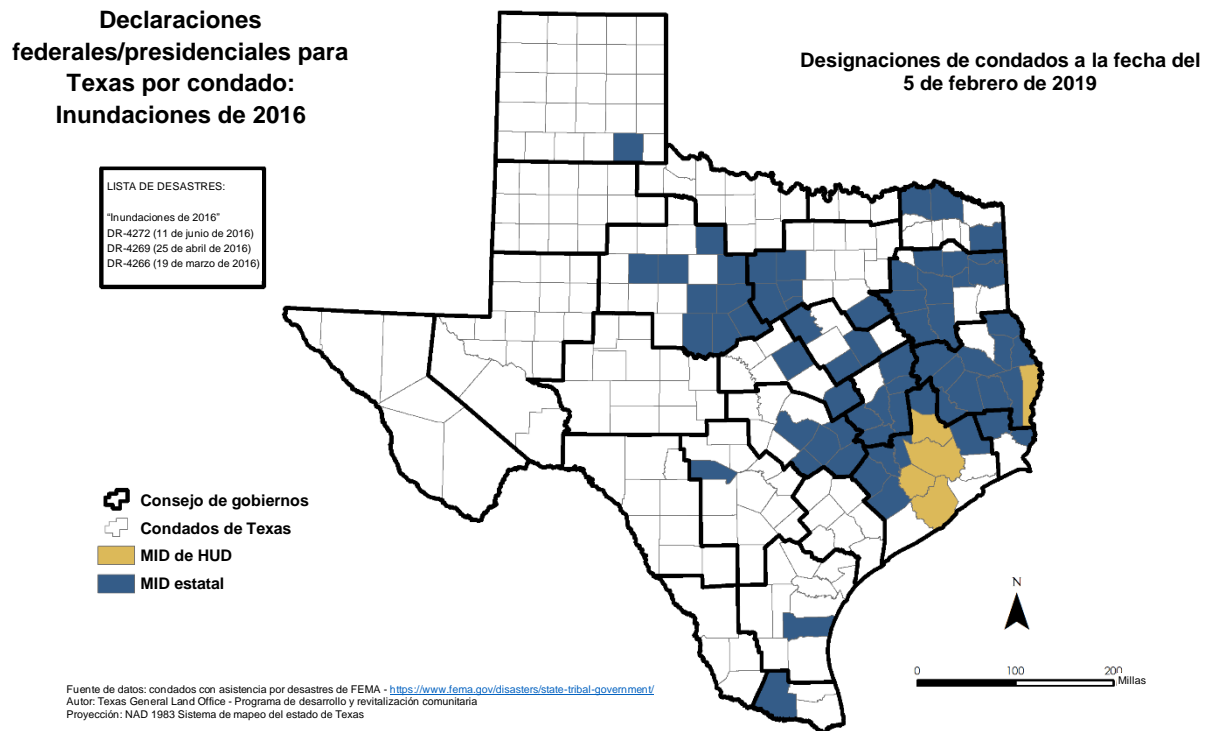 Declaraciones
federales/presidenciales para
Texas por condado:
Inundaciones de 2016
Designaciones de condados a la fecha del
5 de febrero de 2019
LISTA DE DESASTRES:
“Inundaciones de 2016”
DR-4272 (11 de junio de 2016)
DR-4269 (25 de abril de 2016)
DR-4266 (19 de marzo de 2016)
Consejo de gobiernos
Condados de Texas
MID de HUD
MID estatal
N
0 100 200
Millas
Fuente de datos: condados con asistencia por desastres de FEMA - https://www.fema.gov/disasters/state-tribal-government/
Autor: Texas General Land Office - Programa de desarrollo y revitalización comunitaria
Proyección: NAD 1983 Sistema de mapeo del estado de Texas